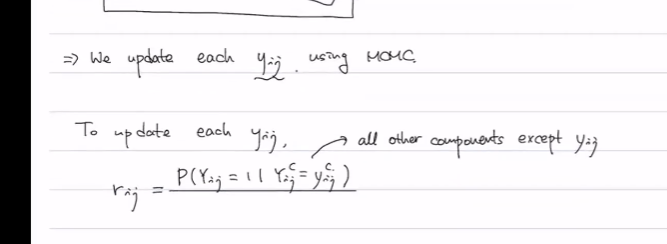 ⇒ We update each y_ij. using MCMC.
To update each y_ij,
→ all other components except y_ij
r_ij = P(Y_ij = 1 | Y_ij^c = y_ij^c)